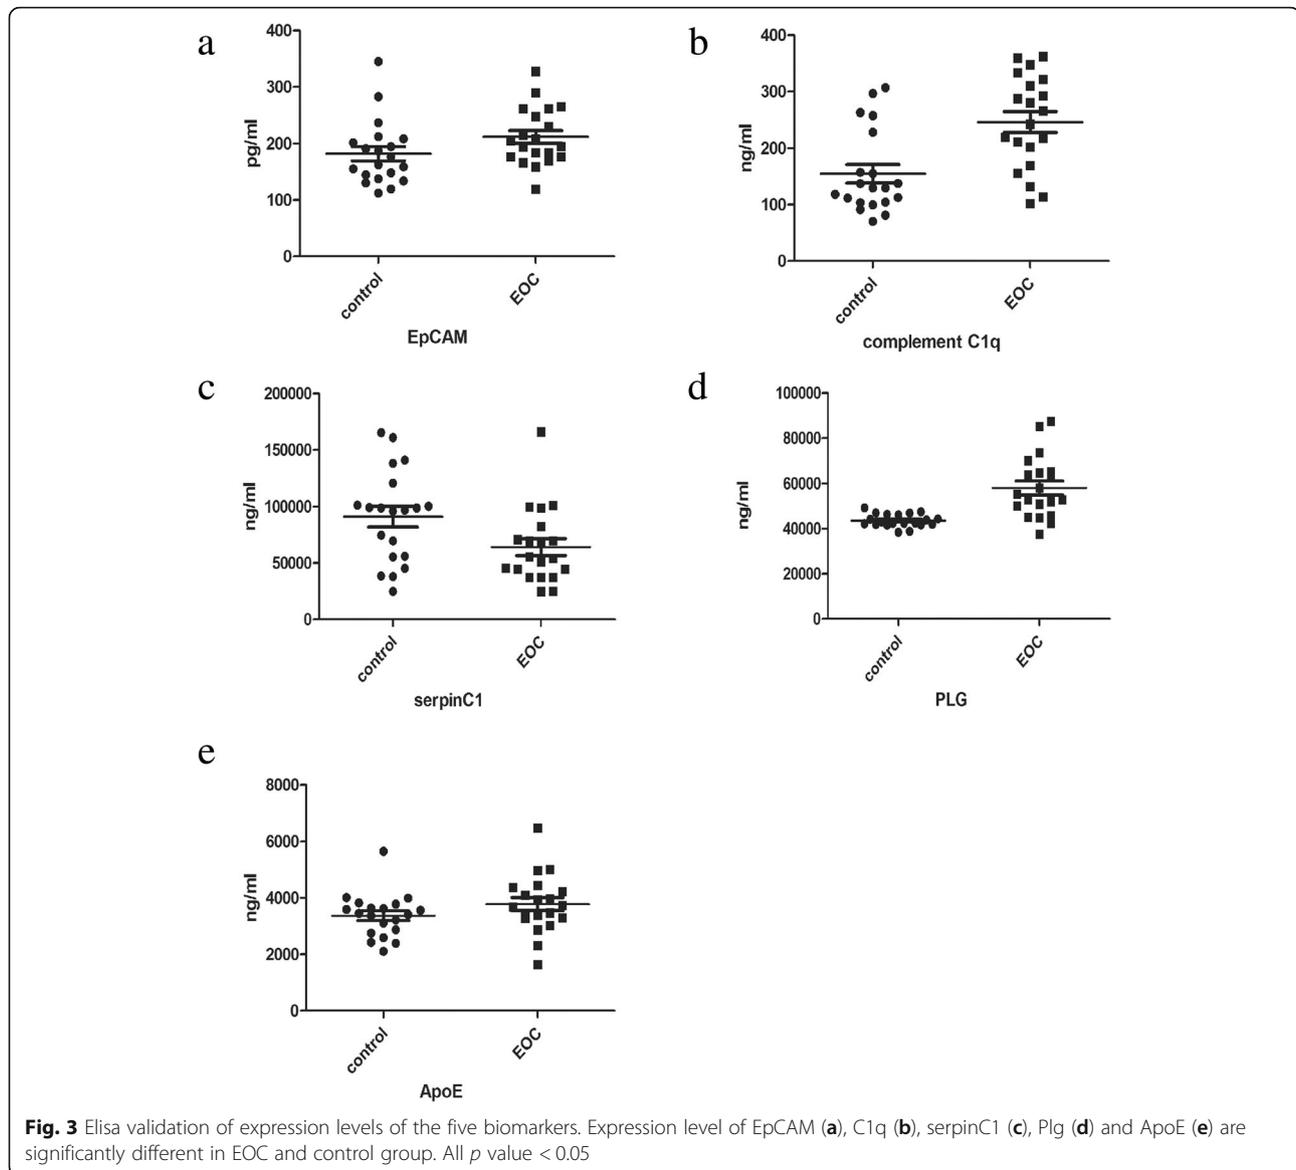 a
400
300
200
100
0
pg/ml
control
EOC
EpCAM
b
400
300
200
100
0
ng/ml
control
EOC
complement C1q
c
200000
150000
100000
50000
0
ng/ml
control
EOC
serpinC1
d
100000
80000
60000
40000
20000
0
ng/ml
control
EOC
PLG
e
8000
6000
4000
2000
0
ng/ml
control
EOC
ApoE
Fig. 3 Elisa validation of expression levels of the five biomarkers. Expression level of EpCAM (a), C1q (b), serpinC1 (c), Plg (d) and ApoE (e) are
significantly different in EOC and control group. All p value < 0.05